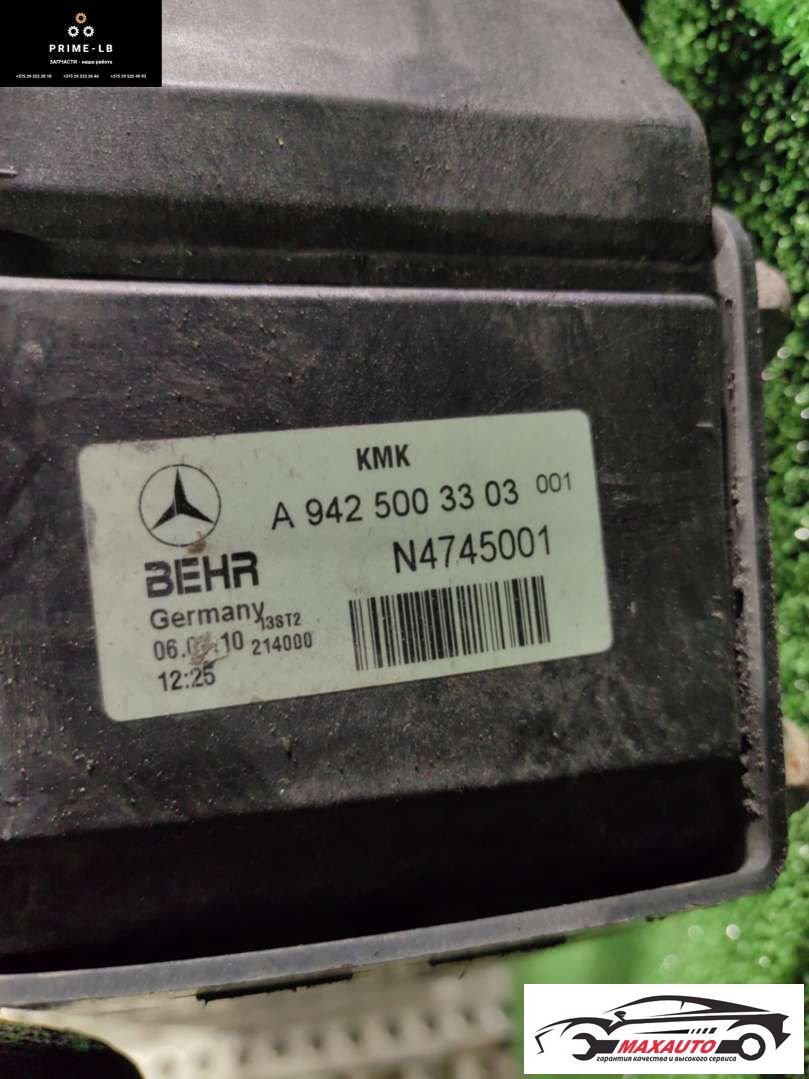 PRIME-LB
ЗАПЧАСТИ - наша работа
KMK
A 942 500 33 03 001
N4745001
BEHR
Germany 13ST2
214000
12:25
MAXAUTO
гарантия качества и высокого сервиса